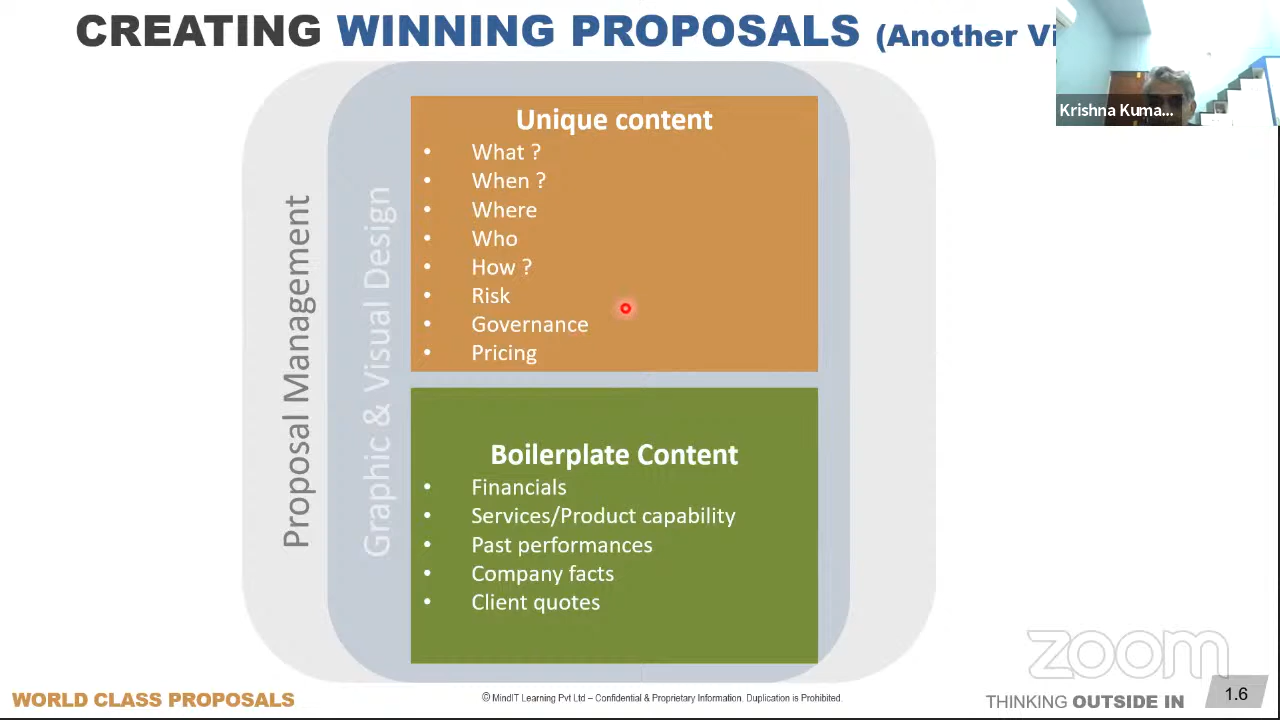 CREATING WINNING PROPOSALS (Another Vi
Krishna Kuma...
Proposal Management
Graphic & Visual Design
Unique content
• What ?
• When ?
• Where
• Who
• How ?
• Risk
• Governance
• Pricing
Boilerplate Content
• Financials
• Services/Product capability
• Past performances
• Company facts
• Client quotes
zoom
WORLD CLASS PROPOSALS
© MindIT Learning Pvt Ltd – Confidential & Proprietary Information. Duplication is Prohibited.
THINKING OUTSIDE IN
1.6